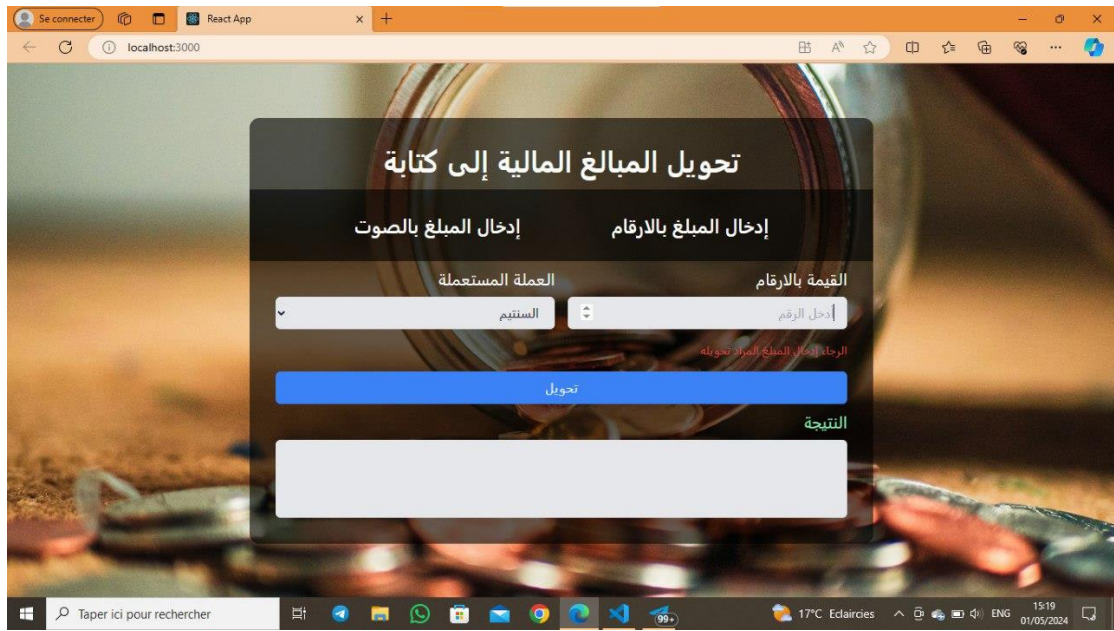 Se connecter
React App
localhost:3000
تحويل المبالغ المالية إلى كتابة
إدخال المبلغ بالارقام
إدخال المبلغ بالصوت
القيمة بالارقام
العملة المستعملة
أدخل الرقم
السنتيم
الرجاء إدخال المبلغ المراد تحويله
تحويل
النتيجة
Taper ici pour rechercher
99+
17°C Eclaircies
ENG
15:19
01/05/2024